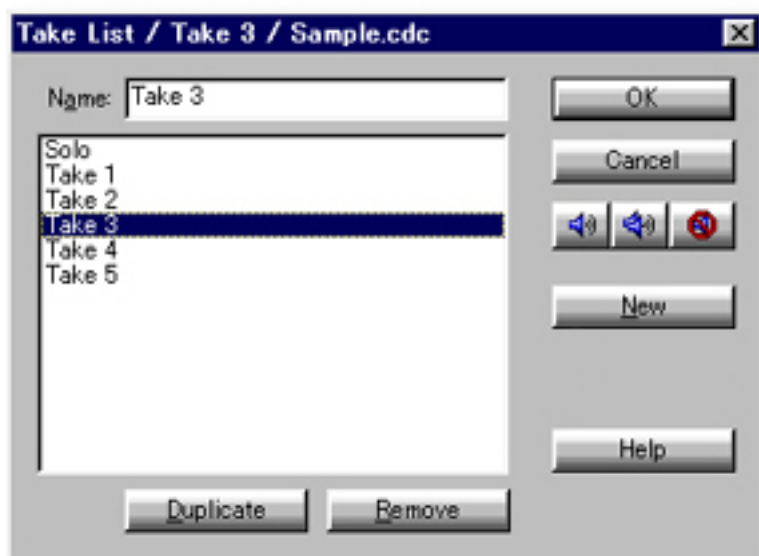 Take List / Take 3 / Sample.cdc
Name: Take 3
OK
Solo
Take 1
Take 2
Take 3
Take 4
Take 5
Cancel
New
Help
Duplicate
Remove